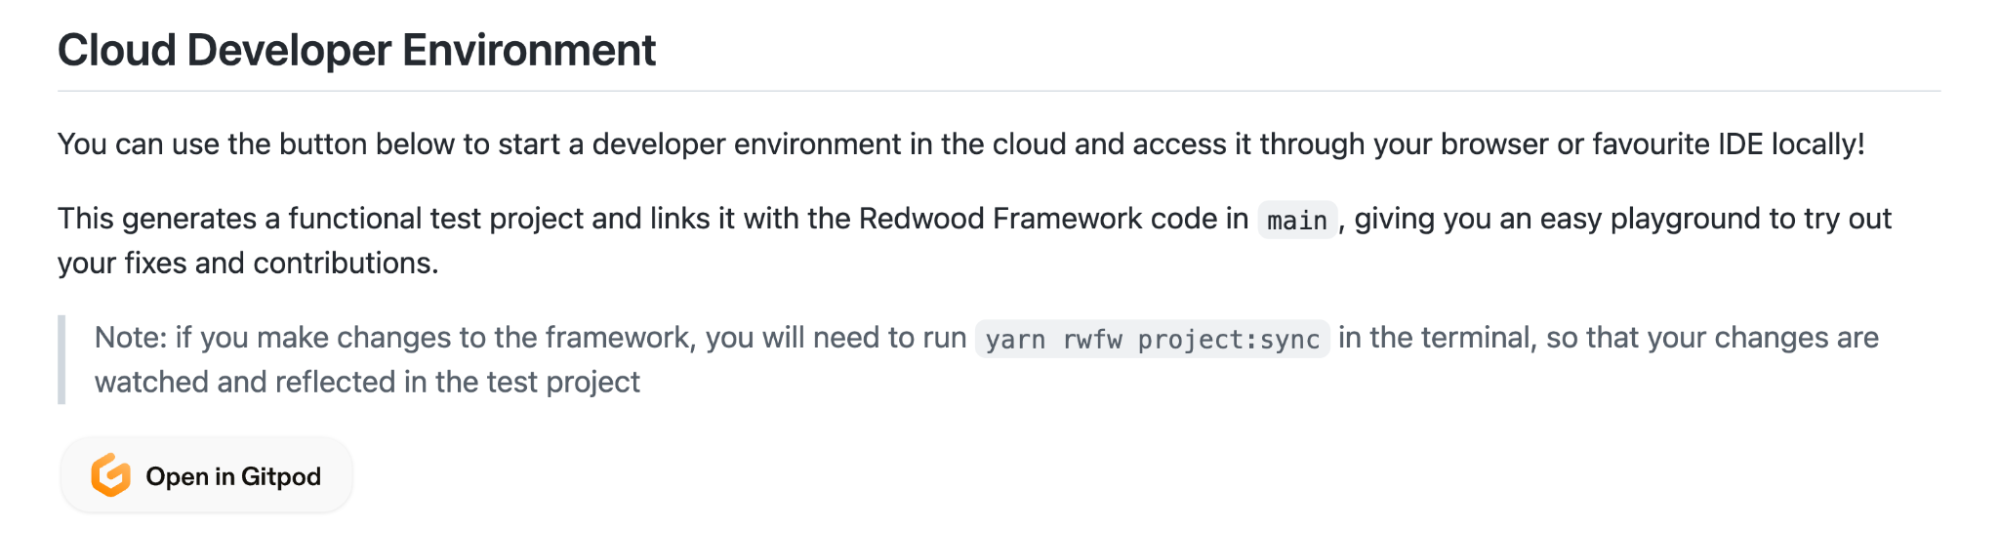 Cloud Developer Environment
You can use the button below to start a developer environment in the cloud and access it through your browser or favourite IDE locally!
This generates a functional test project and links it with the Redwood Framework code in main, giving you an easy playground to try out
your fixes and contributions.
Note: if you make changes to the framework, you will need to run yarn rwfw project:sync in the terminal, so that your changes are
watched and reflected in the test project
Open in Gitpod